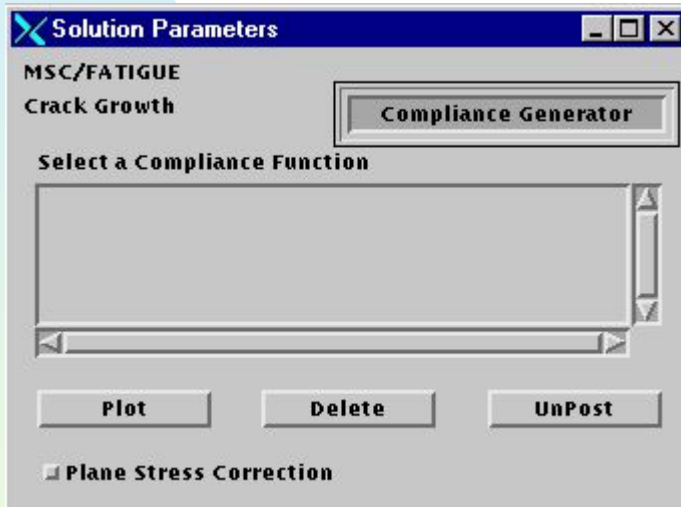 Solution Parameters
MSC/FATIGUE
Crack Growth
Compliance Generator
Select a Compliance Function
Plot Delete UnPost
Plane Stress Correction